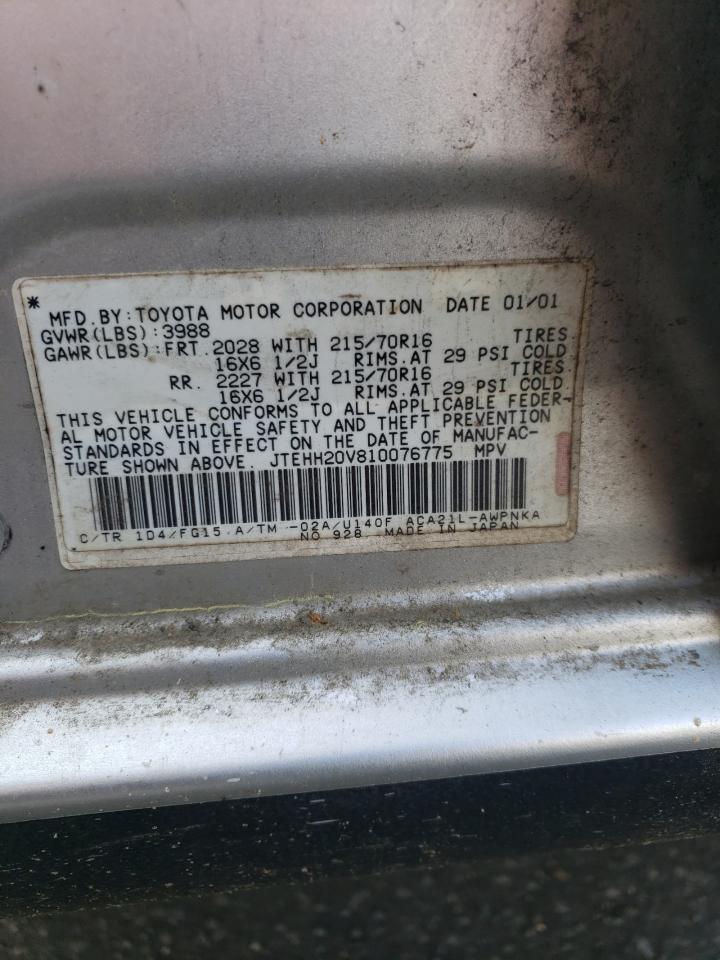 * MFD.BY:TOYOTA MOTOR CORPORATION DATE 01/01
GVWR(LBS):3988
GAWR(LBS):FRT.2028 WITH 215/70R16 TIRES
16X6 1/2J RIMS.AT 29 PSI COLD
RR. 2227 WITH 215/70R16 TIRES
16X6 1/2J RIMS.AT 29 PSI COLD.
THIS VEHICLE CONFORMS TO ALL APPLICABLE FEDER-
AL MOTOR VEHICLE SAFETY AND THEFT PREVENTION
STANDARDS IN EFFECT ON THE DATE OF MANUFAC-
TURE SHOWN ABOVE. JTEHH20V810076775 MPV
C/TR 1D4/FG15 A/TM -02A/U140F ACA21L-AWPNKA
NO 928 MADE IN JAPAN